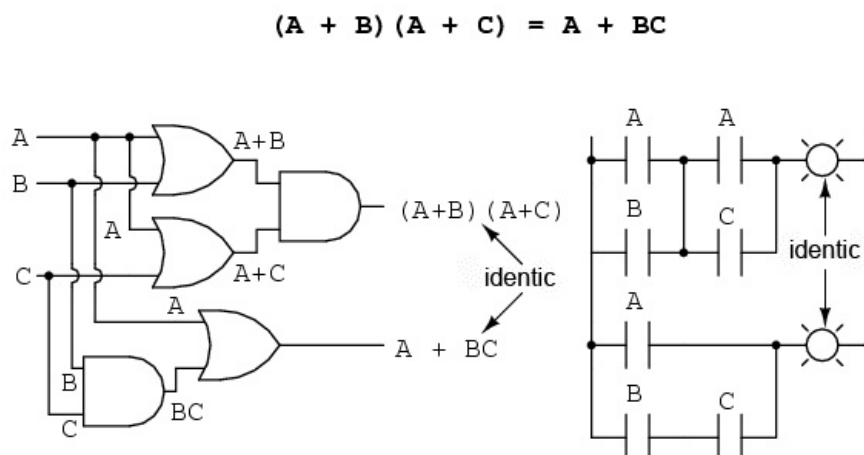 (A + B)(A + C) = A + BC
A
A+B
B
(A+B)(A+C)
A
A+C
C
identic
A
A + BC
B
BC
C
A
A
B
C
identic
A
B
C